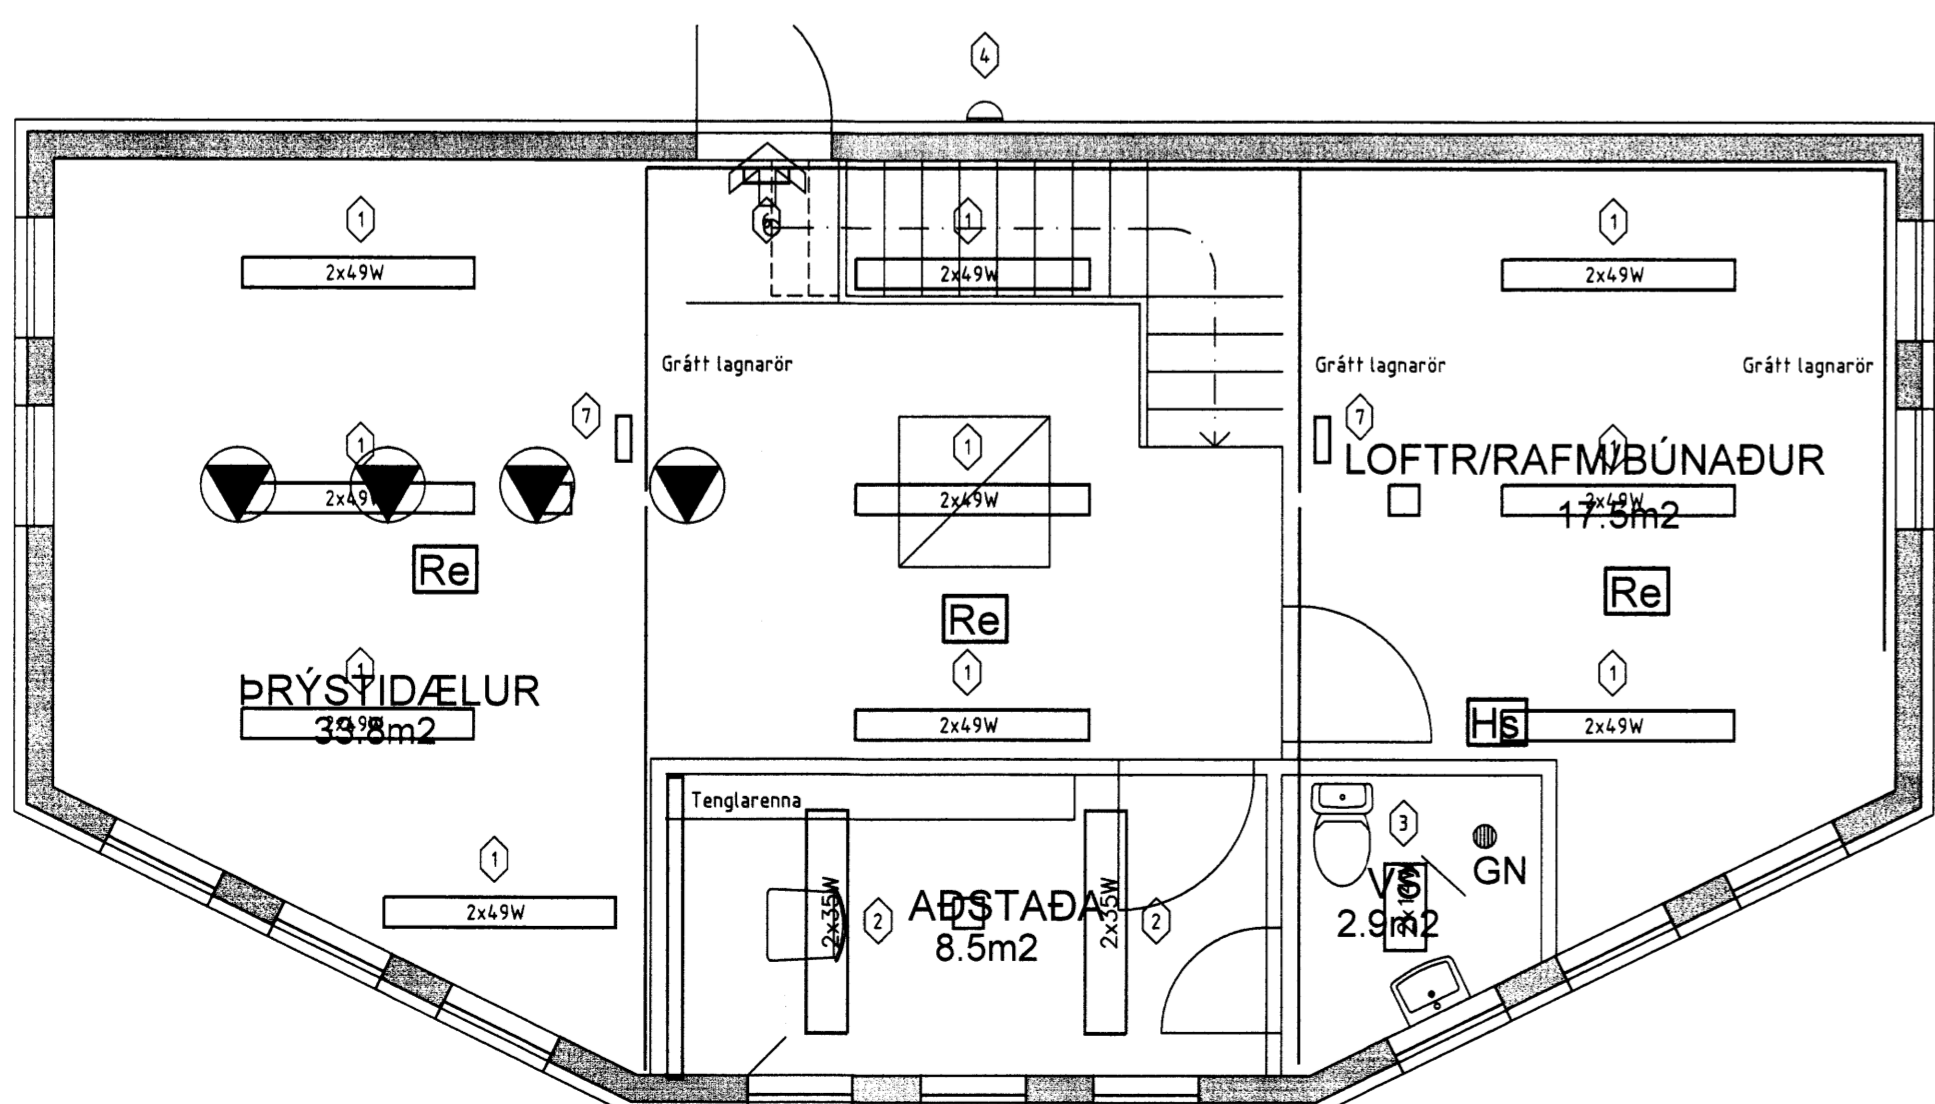 4
1
6
1
1
2x49W
2x49W
2x49W
Grátt lagnarör
Grátt lagnarör
Grátt lagnarör
7
1
1
7
1
LOFTR/RAFM/BÚNAÐUR
2x49W
2x49W
2x49W
17.5m2
Re
Re
Re
1
1
1
ÞRÝSTIDÆLUR
33.8m2
2x49W
2x49W
Hs
2x49W
Tenglarenna
1
3
GN
2x49W
2x35W
2
AÐSTAÐA
8.5m2
2x35W
2
2.9m2